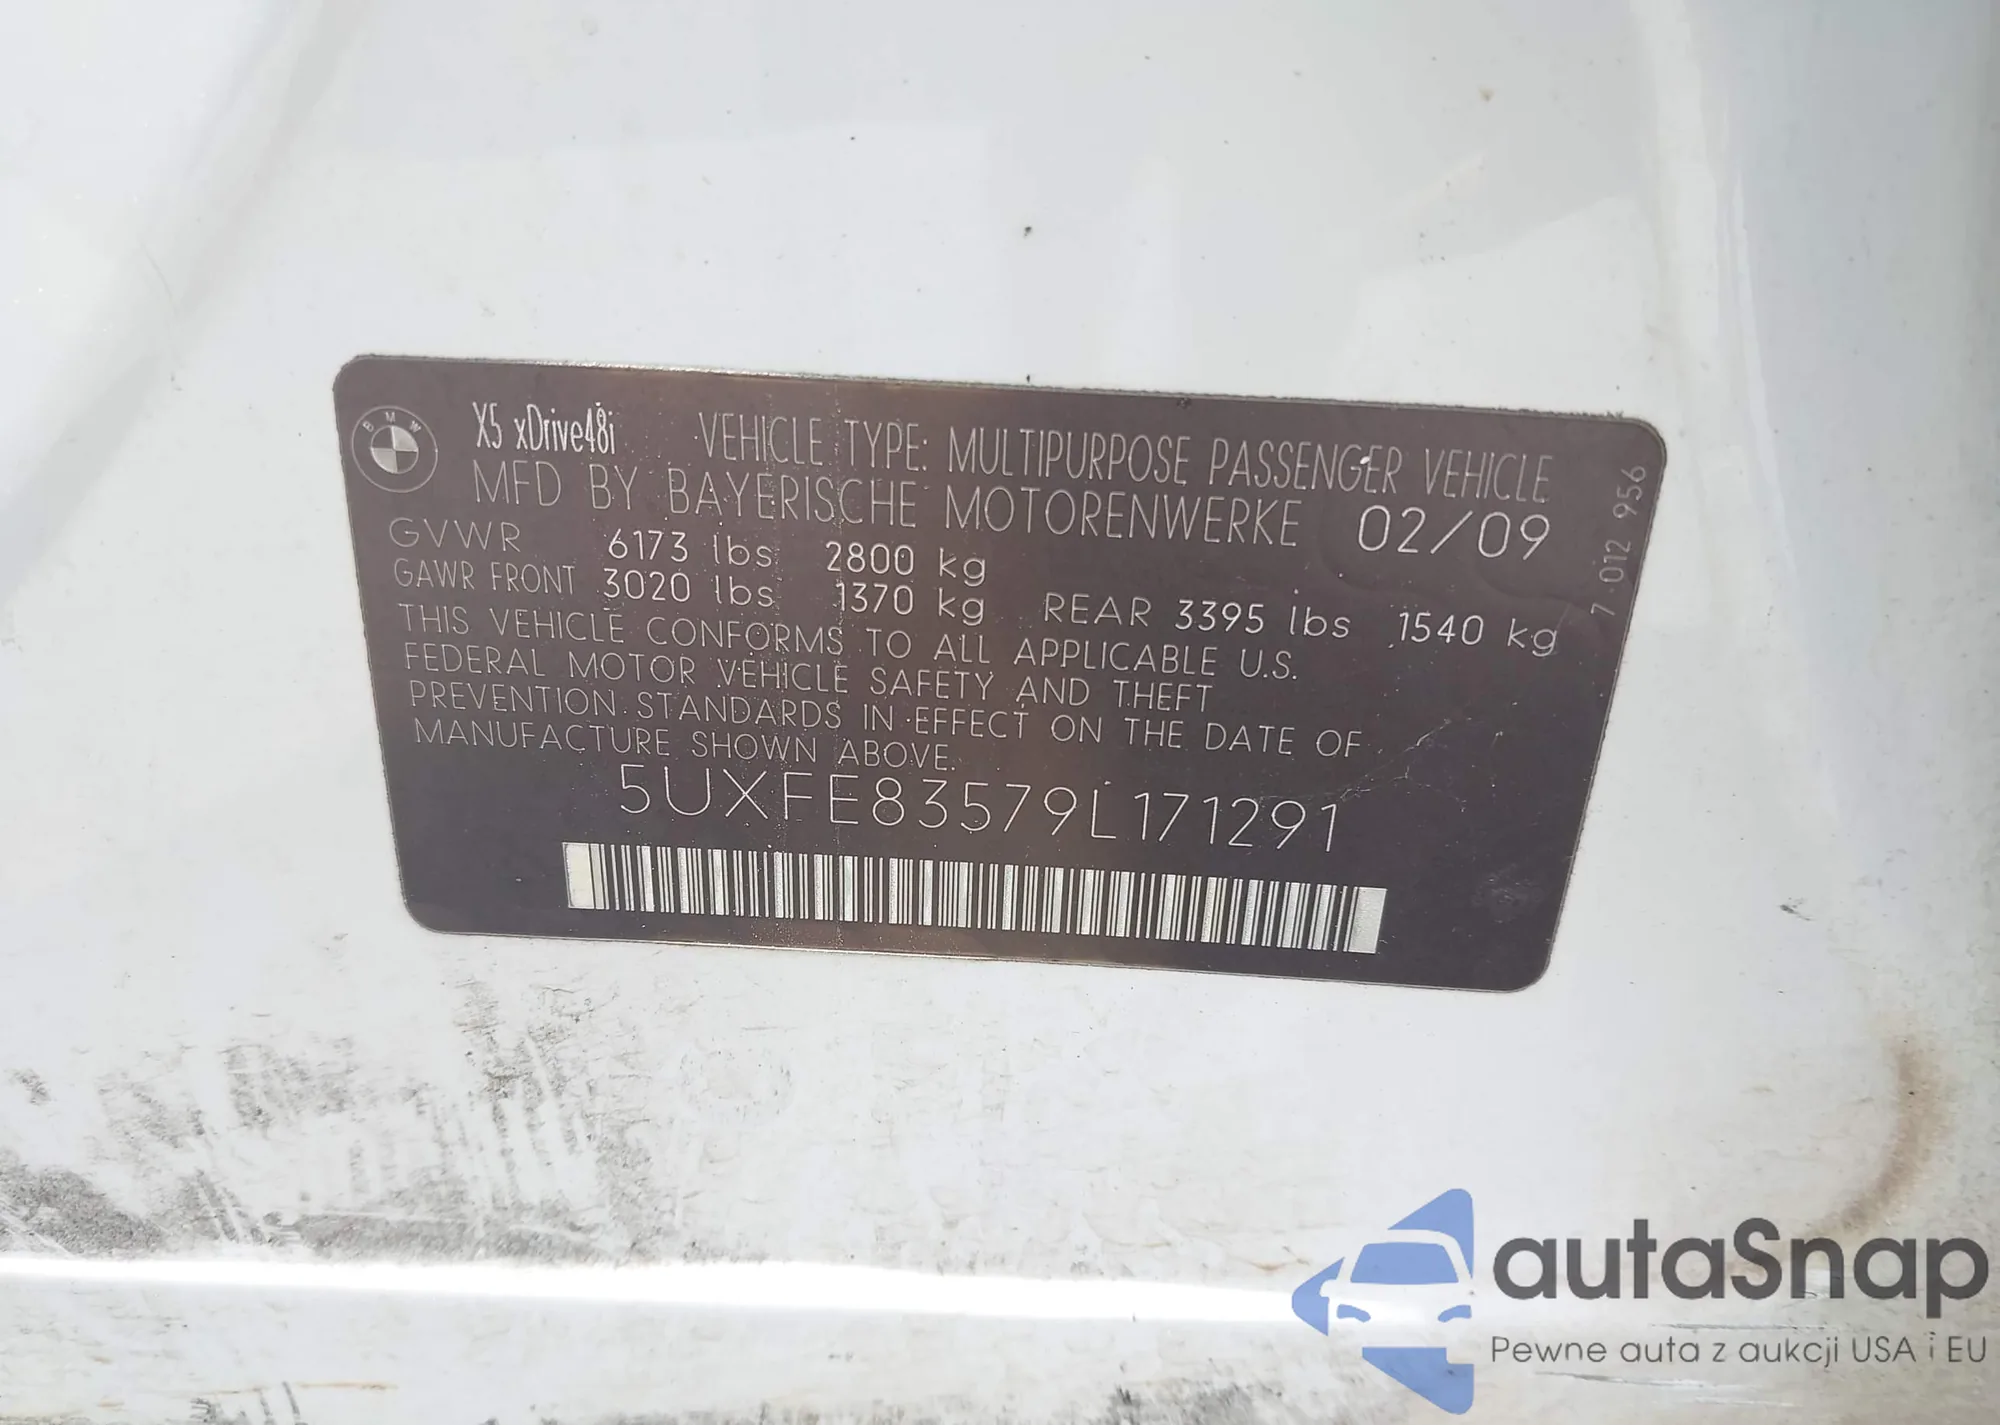 BMW
X5 xDrive48i VEHICLE TYPE: MULTIPURPOSE PASSENGER VEHICLE
MFD BY BAYERISCHE MOTORENWERKE 02/09
GVWR 6173 lbs 2800 kg
GAWR FRONT 3020 lbs 1370 kg REAR 3395 lbs 1540 kg
THIS VEHICLE CONFORMS TO ALL APPLICABLE U.S.
FEDERAL MOTOR VEHICLE SAFETY AND THEFT
PREVENTION STANDARDS IN EFFECT ON THE DATE OF
MANUFACTURE SHOWN ABOVE.
5UXFE83579L171291
7 012 956
autaSnap
Pewne auta z aukcji USA i EU